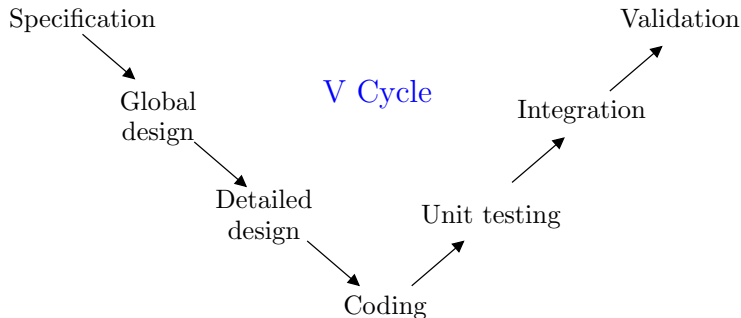 Specification
Validation
V Cycle
Global
design
Integration
Detailed
design
Unit testing
Coding